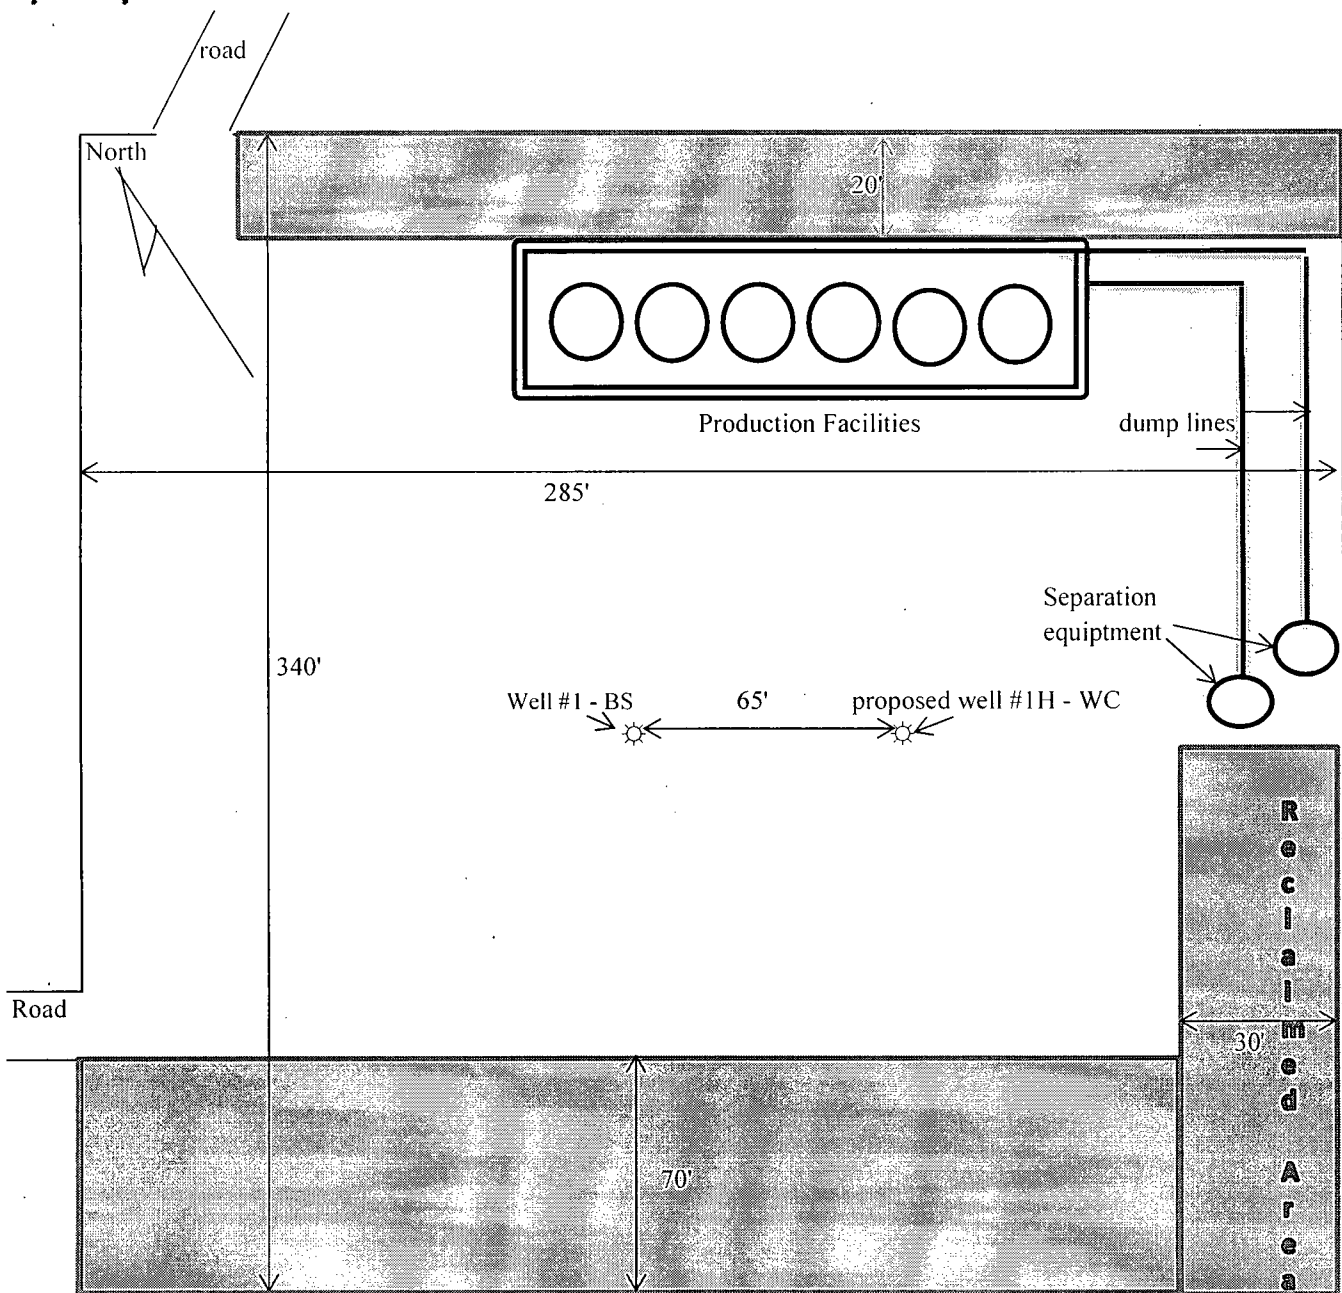 road
North
20'
Production Facilities
dump lines
285'
Separation
equiptment
340'
Well #1 - BS
65'
proposed well #1H - WC
Reclaimed Area
30'
Road
70'